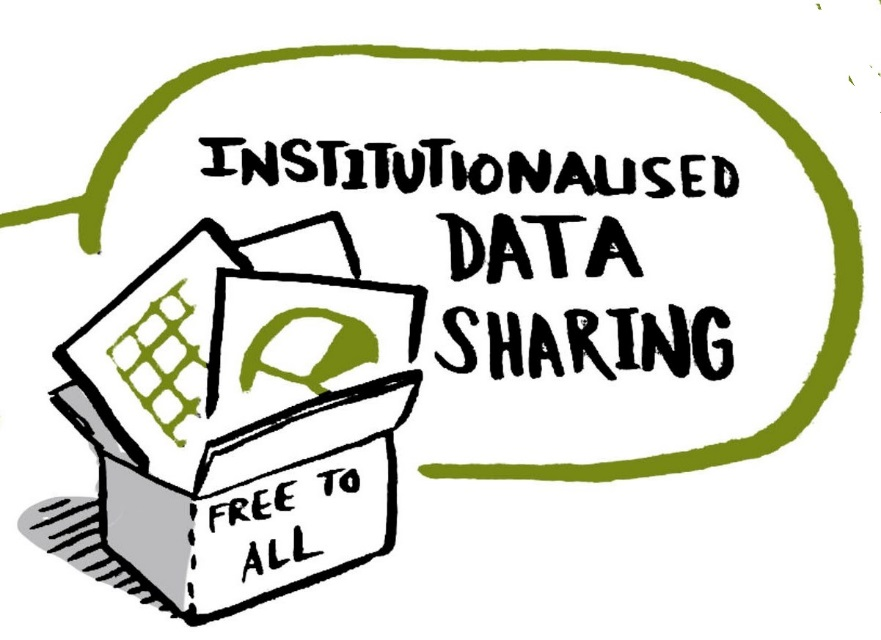 INSTITUTIONALISED
DATA
SHARING
FREE TO
ALL